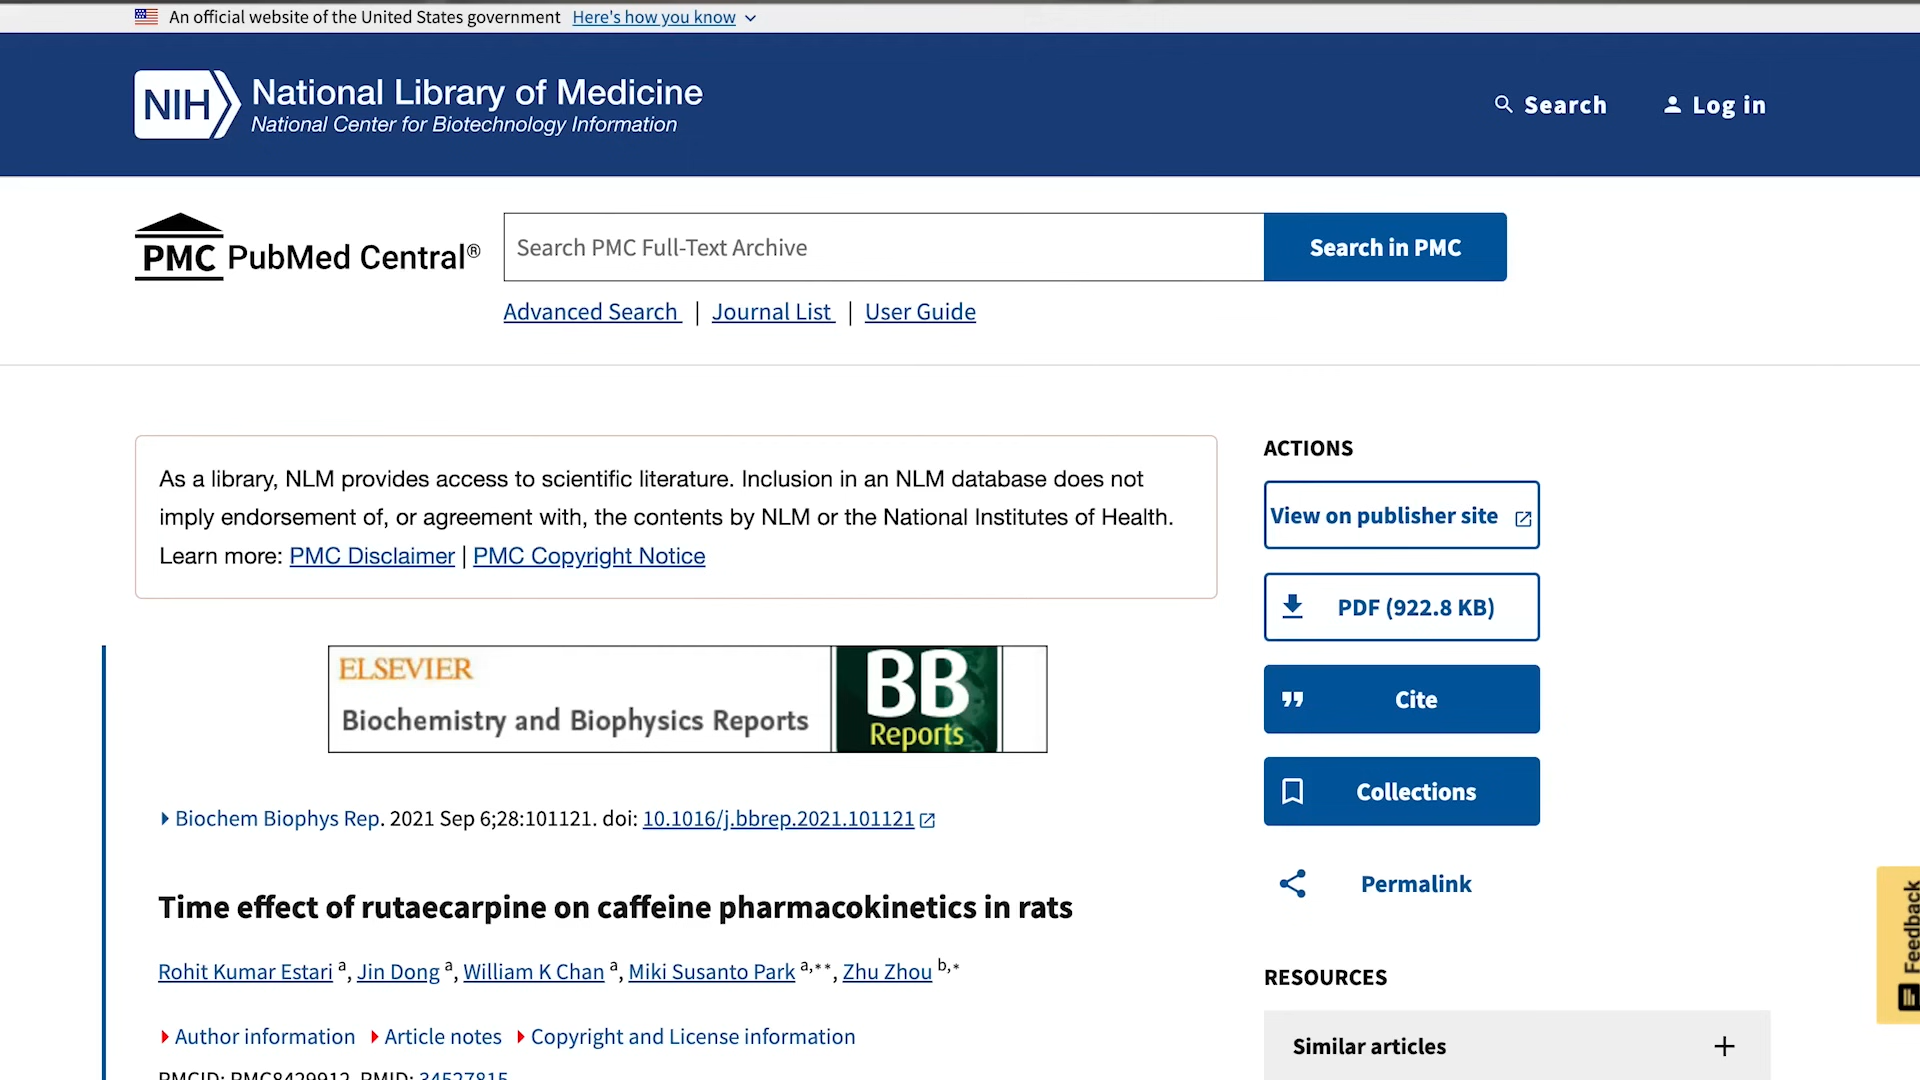 An official website of the United States government Here's how you know
NIH National Library of Medicine
National Center for Biotechnology Information
Search Log in
PMC PubMed Central®
Search PMC Full-Text Archive Search in PMC
Advanced Search | Journal List | User Guide
As a library, NLM provides access to scientific literature. Inclusion in an NLM database does not
imply endorsement of, or agreement with, the contents by NLM or the National Institutes of Health.
Learn more: PMC Disclaimer | PMC Copyright Notice
ELSEVIER
Biochemistry and Biophysics Reports
BB
Reports
Biochem Biophys Rep. 2021 Sep 6;28:101121. doi: 10.1016/j.bbrep.2021.101121
Time effect of rutaecarpine on caffeine pharmacokinetics in rats
Rohit Kumar Estari a, Jin Dong a, William K Chan a, Miki Susanto Park a,**, Zhu Zhou b,*
Author information Article notes Copyright and License information
PMCID: PMC8429912 PMID: 34527815
ACTIONS
View on publisher site
PDF (922.8 KB)
Cite
Collections
Permalink
RESOURCES
Similar articles
Feedback